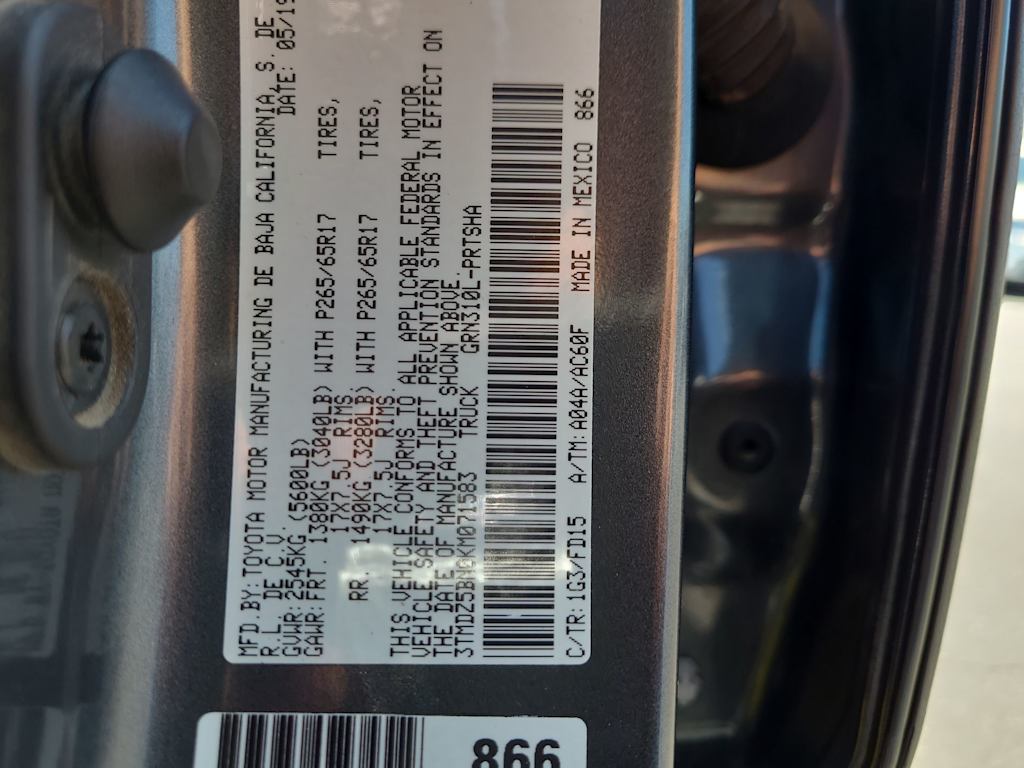 MFD.BY:TOYOTA MOTOR MANUFACTURING DE BAJA CALIFORNIA, S. DE
R.L. DE C.V. DATE: 05/19
GVWR:2545KG (5600LB)
GAWR:FRT. 1380KG (3040LB) WITH P265/65R17 TIRES,
17X7.5J RIMS.
RR. 1490KG (3280LB) WITH P265/65R17 TIRES,
17X7.5J RIMS.
THIS VEHICLE CONFORMS TO ALL APPLICABLE FEDERAL MOTOR
VEHICLE SAFETY AND THEFT PREVENTION STANDARDS IN EFFECT ON
THE DATE OF MANUFACTURE SHOWN ABOVE.
TRUCK GRN310L-PRTSHA
C/TR:1G3/FD15 A/TM:A04A/AC60F MADE IN MEXICO 866
866